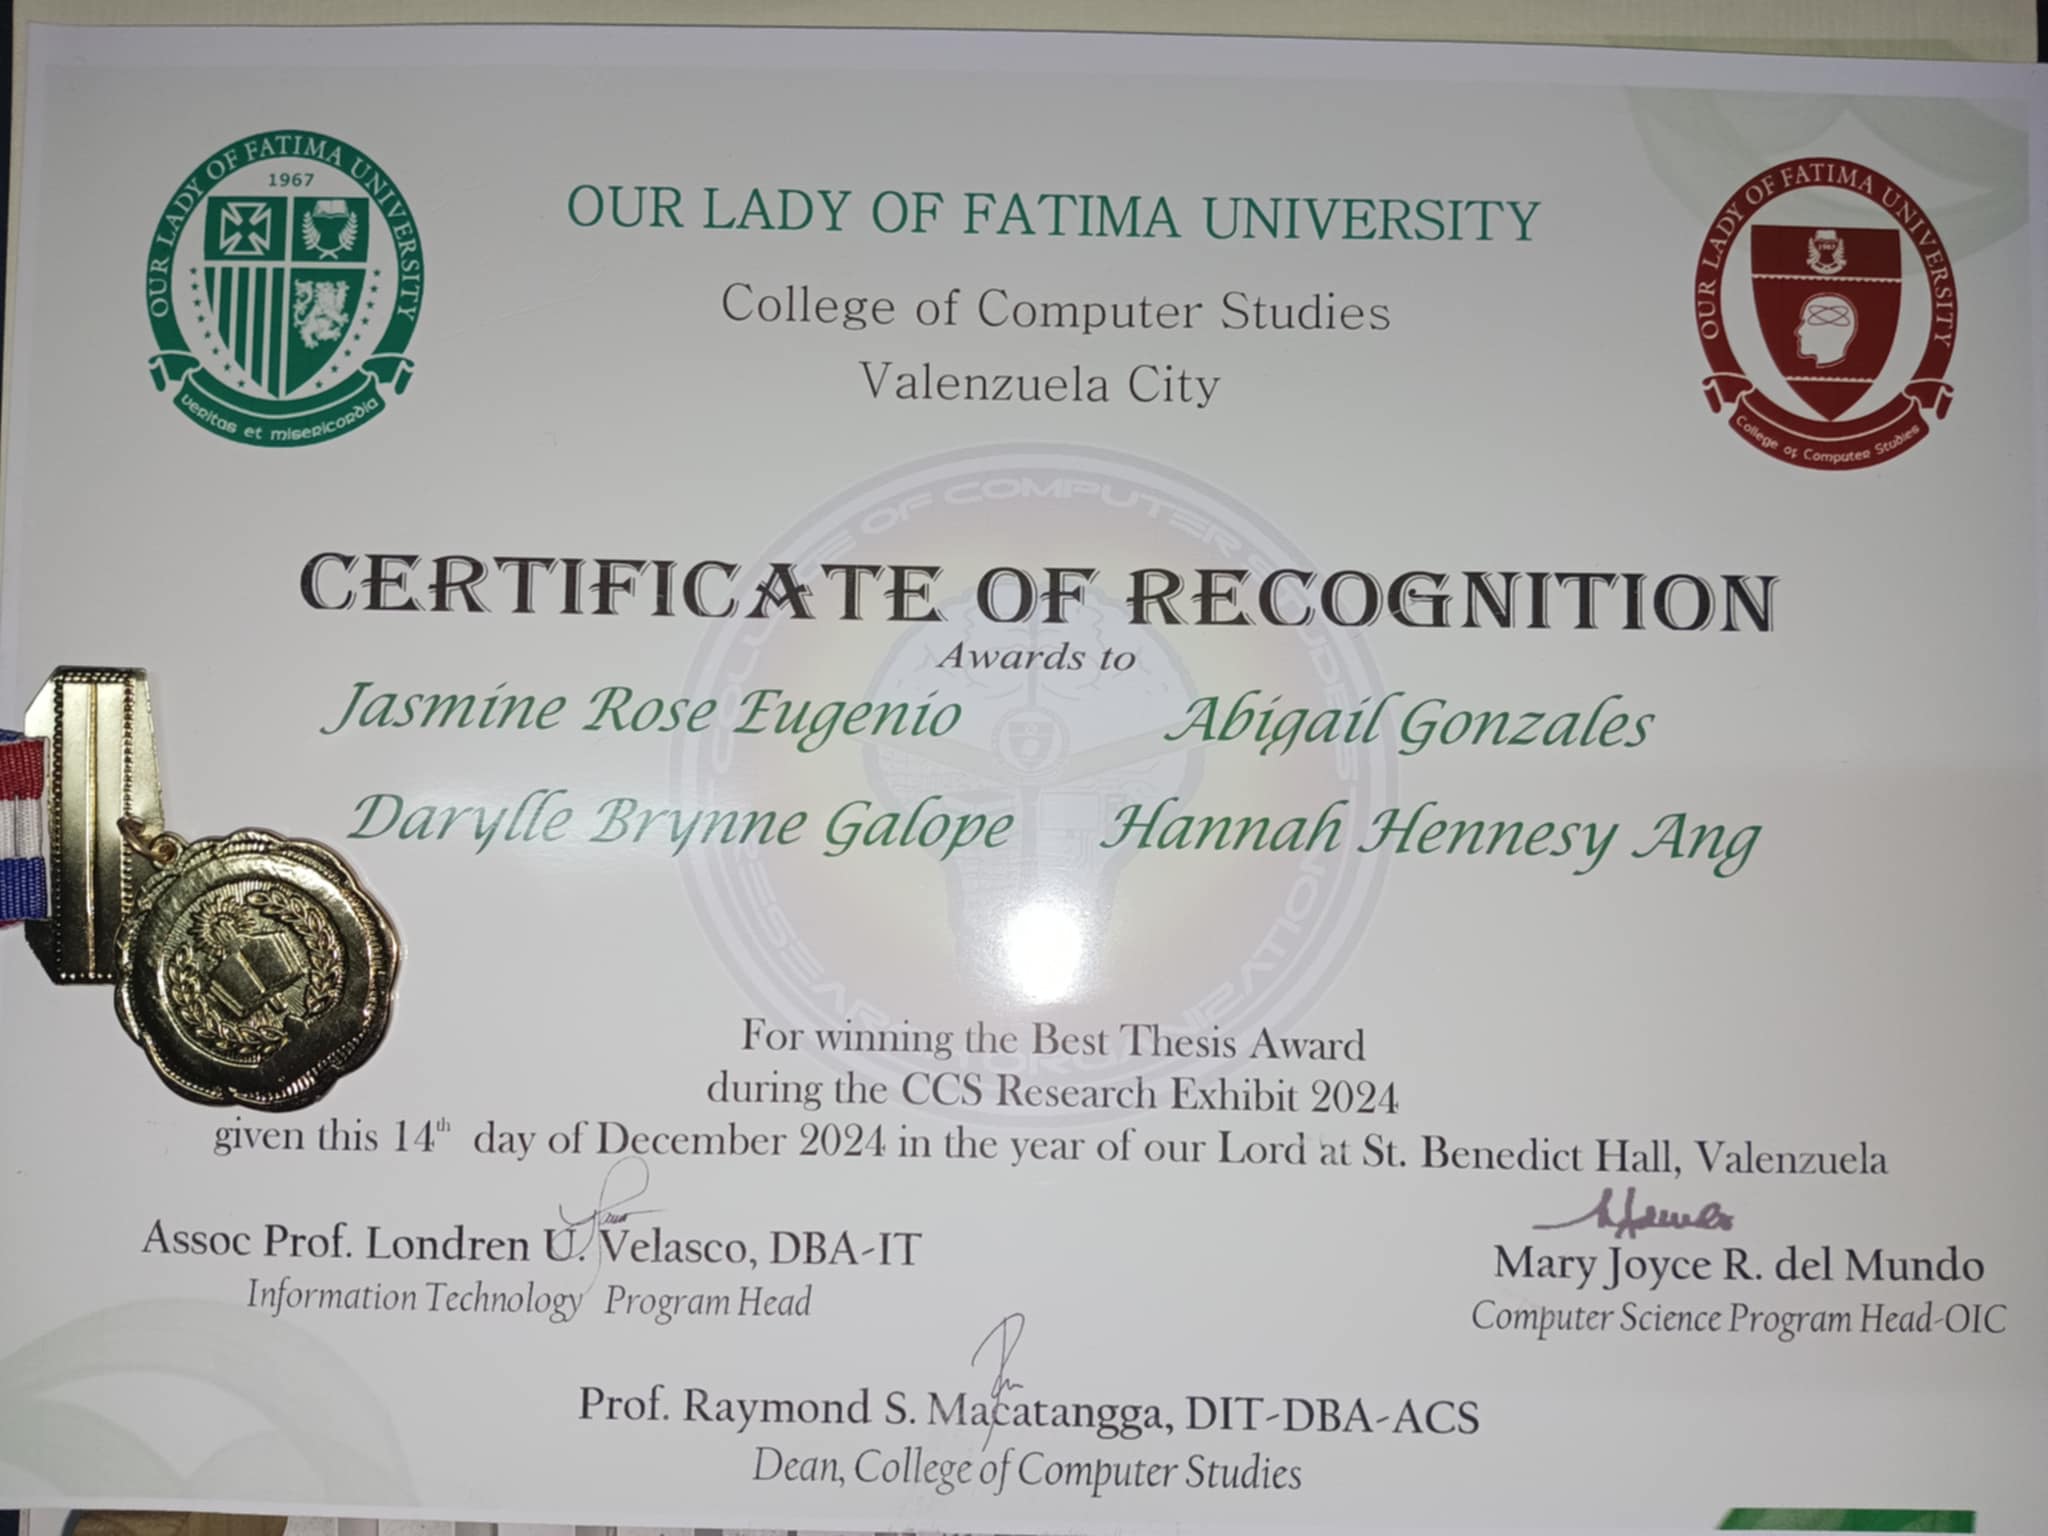 OUR LADY OF FATIMA UNIVERSITY
1967
veritas et misericordia
OUR LADY OF FATIMA UNIVERSITY
College of Computer Studies
Valenzuela City
OUR LADY OF FATIMA UNIVERSITY
1967
College of Computer Studies
COLLEGE OF COMPUTER STUDIES
RESEARCH ORGANIZATION
CERTIFICATE OF RECOGNITION
Awards to
Jasmine Rose Eugenio Abigail Gonzales
Darylle Brynne Galope Hannah Hennesy Ang
For winning the Best Thesis Award
during the CCS Research Exhibit 2024
given this 14th day of December 2024 in the year of our Lord at St. Benedict Hall, Valenzuela
Assoc Prof. Londren U. Velasco, DBA-IT
Information Technology Program Head
Mary Joyce R. del Mundo
Computer Science Program Head-OIC
Prof. Raymond S. Macatangga, DIT-DBA-ACS
Dean, College of Computer Studies